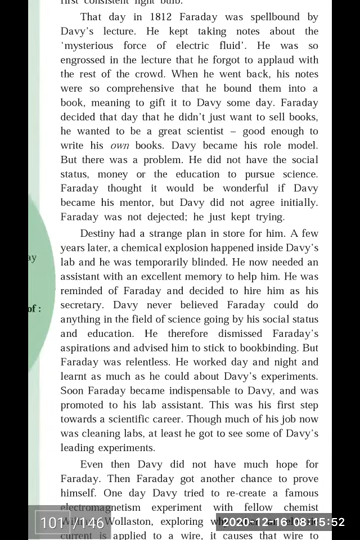 first consistent light bulb.
That day in 1812 Faraday was spellbound by
Davy's lecture. He kept taking notes about the
'mysterious force of electric fluid'. He was so
engrossed in the lecture that he forgot to applaud with
the rest of the crowd. When he went back, his notes
were so comprehensive that he bound them into a
book, meaning to gift it to Davy some day. Faraday
decided that day that he didn't just want to sell books,
he wanted to be a great scientist – good enough to
write his own books. Davy became his role model.
But there was a problem. He did not have the social
status, money or the education to pursue science.
Faraday thought it would be wonderful if Davy
became his mentor, but Davy did not agree initially.
Faraday was not dejected; he just kept trying.
Destiny had a strange plan in store for him. A few
years later, a chemical explosion happened inside Davy's
lab and he was temporarily blinded. He now needed an
assistant with an excellent memory to help him. He was
reminded of Faraday and decided to hire him as his
secretary. Davy never believed Faraday could do
anything in the field of science going by his social status
and education. He therefore dismissed Faraday's
aspirations and advised him to stick to bookbinding. But
Faraday was relentless. He worked day and night and
learnt as much as he could about Davy's experiments.
Soon Faraday became indispensable to Davy, and was
promoted to his lab assistant. This was his first step
towards a scientific career. Though much of his job now
was cleaning labs, at least he got to see some of Davy's
leading experiments.
Even then Davy did not have much hope for
Faraday. Then Faraday got another chance to prove
himself. One day Davy tried to re-create a famous
electromagnetism experiment with fellow chemist
Wollaston, exploring
current is applied to a wire, it causes that wire to
of :
101 / 146
2020-12-16 08:15:52